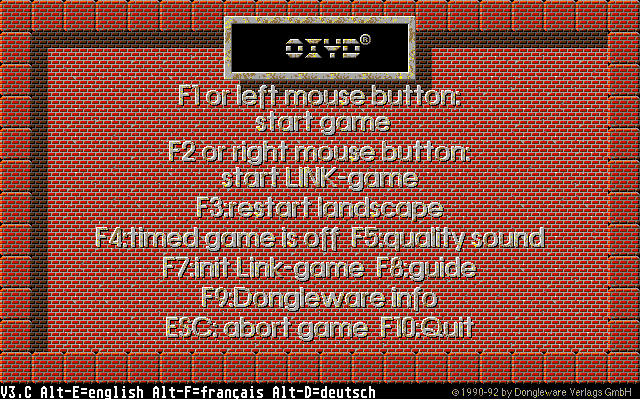 OXYD®
F1 or left mouse button:
start game
F2 or right mouse button:
start LINK-game
F3:restart landscape
F4:timed game is off F5:quality sound
F7:init Link-game F8:guide
F9:Dongleware info
ESC: abort game F10:Quit
V3.C Alt-E=english Alt-F=français Alt-D=deutsch
©1990-92 by Dongleware Verlags GmbH